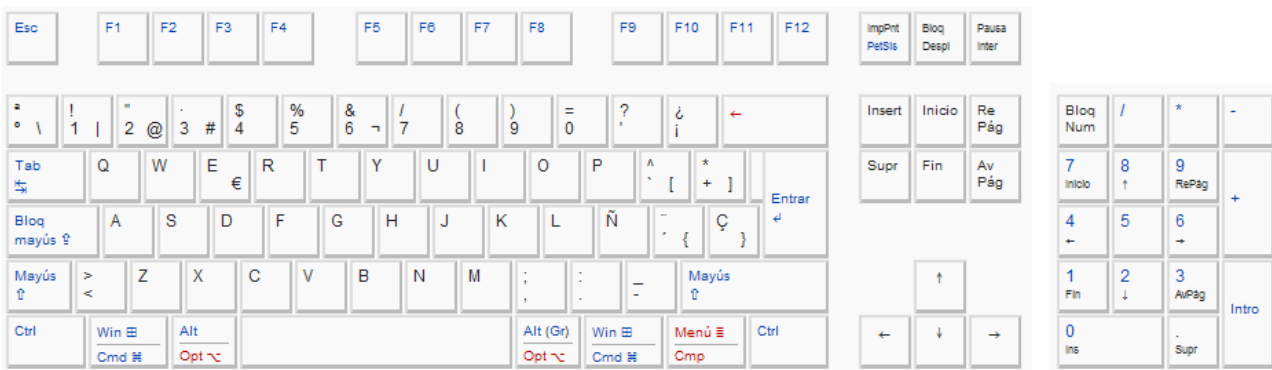 Esc F1 F2 F3 F4 F5 F6 F7 F8 F9 F10 F11 F12 ImpPnt Bloq Pausa
PetSis Despl Inter
ª ! " · $ % & / ( ) = ? ¿ ← Insert Inicio Re Bloq / * -
º \ 1 | 2 @ 3 # 4 5 6 ¬ 7 8 9 0 ' ¡ Pág Num
Tab Q W E R T Y U I O P ^ * Supr Fin Av 7 8 9
↹ € ` [ + ] Entrar Pág Inicio ↑ RePág +
Bloq A S D F G H J K L Ñ ¨ Ç ↵ 4 5 6
mayús ⇧ ´ { } ← →
Mayús > Z X C V B N M ; : _ Mayús ↑ 1 2 3
⇧ < , . - ⇧ Fin ↓ AvPág Intro
Ctrl Win ⊞ Alt Alt (Gr) Win ⊞ Menú ≣ Ctrl ← ↓ → 0 .
Cmd ⌘ Opt ⌥ Opt ⌥ Cmd ⌘ Cmp Ins Supr